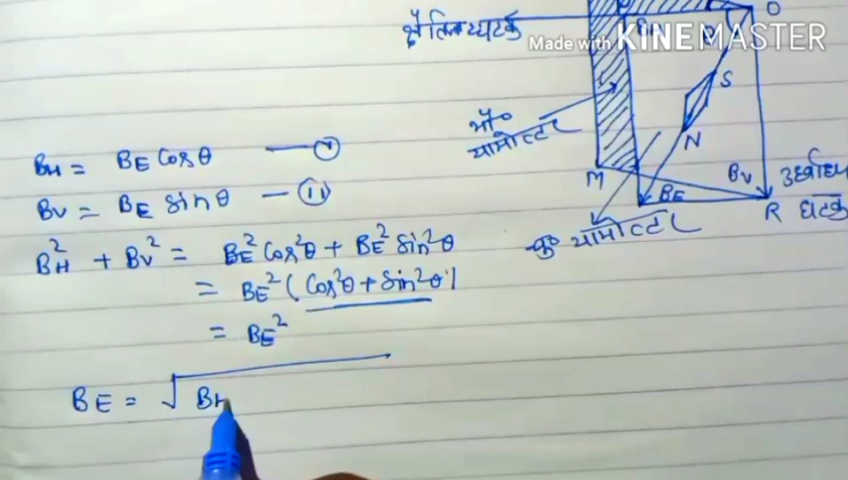 क्षैतिज घटक
Made with KINEMASTER
O
S
N
भौ०
याम्योत्तर
M
BE
BV
R
उर्ध्वाधर
घटक
चु० याम्योत्तर
BH = BE Cosθ — (I)
BV = BE Sinθ — (II)
BH² + BV² = BE² Cos²θ + BE² Sin²θ
= BE² ( Cos²θ + Sin²θ )
= BE²
BE = √ BH